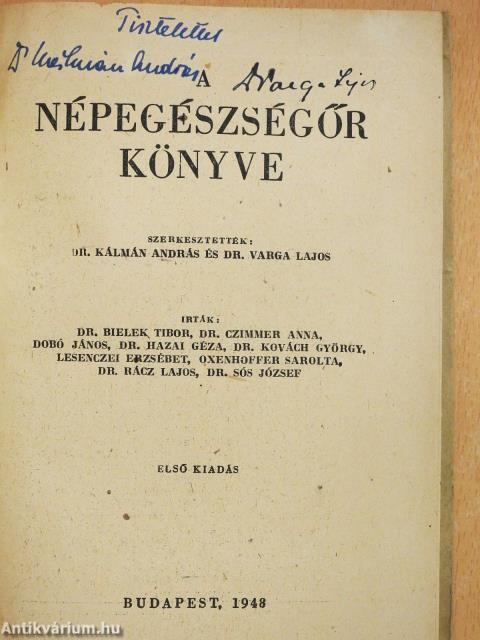 Tisztelettel
Dr Kálmán András
Dr Varga Lajos
A
NÉPEGÉSZSÉGŐR
KÖNYVE
SZERKESZTETTÉK:
DR. KÁLMÁN ANDRÁS ÉS DR. VARGA LAJOS
IRTÁK:
DR. BIELEK TIBOR, DR. CZIMMER ANNA,
DOBÓ JÁNOS, DR. HAZAI GÉZA, DR. KOVÁCH GYÖRGY,
LESENCZEI ERZSÉBET, OXENHOFFER SAROLTA,
DR. RÁCZ LAJOS, DR. SÓS JÓZSEF
ELSŐ KIADÁS
BUDAPEST, 1948
Antikvárium.hu